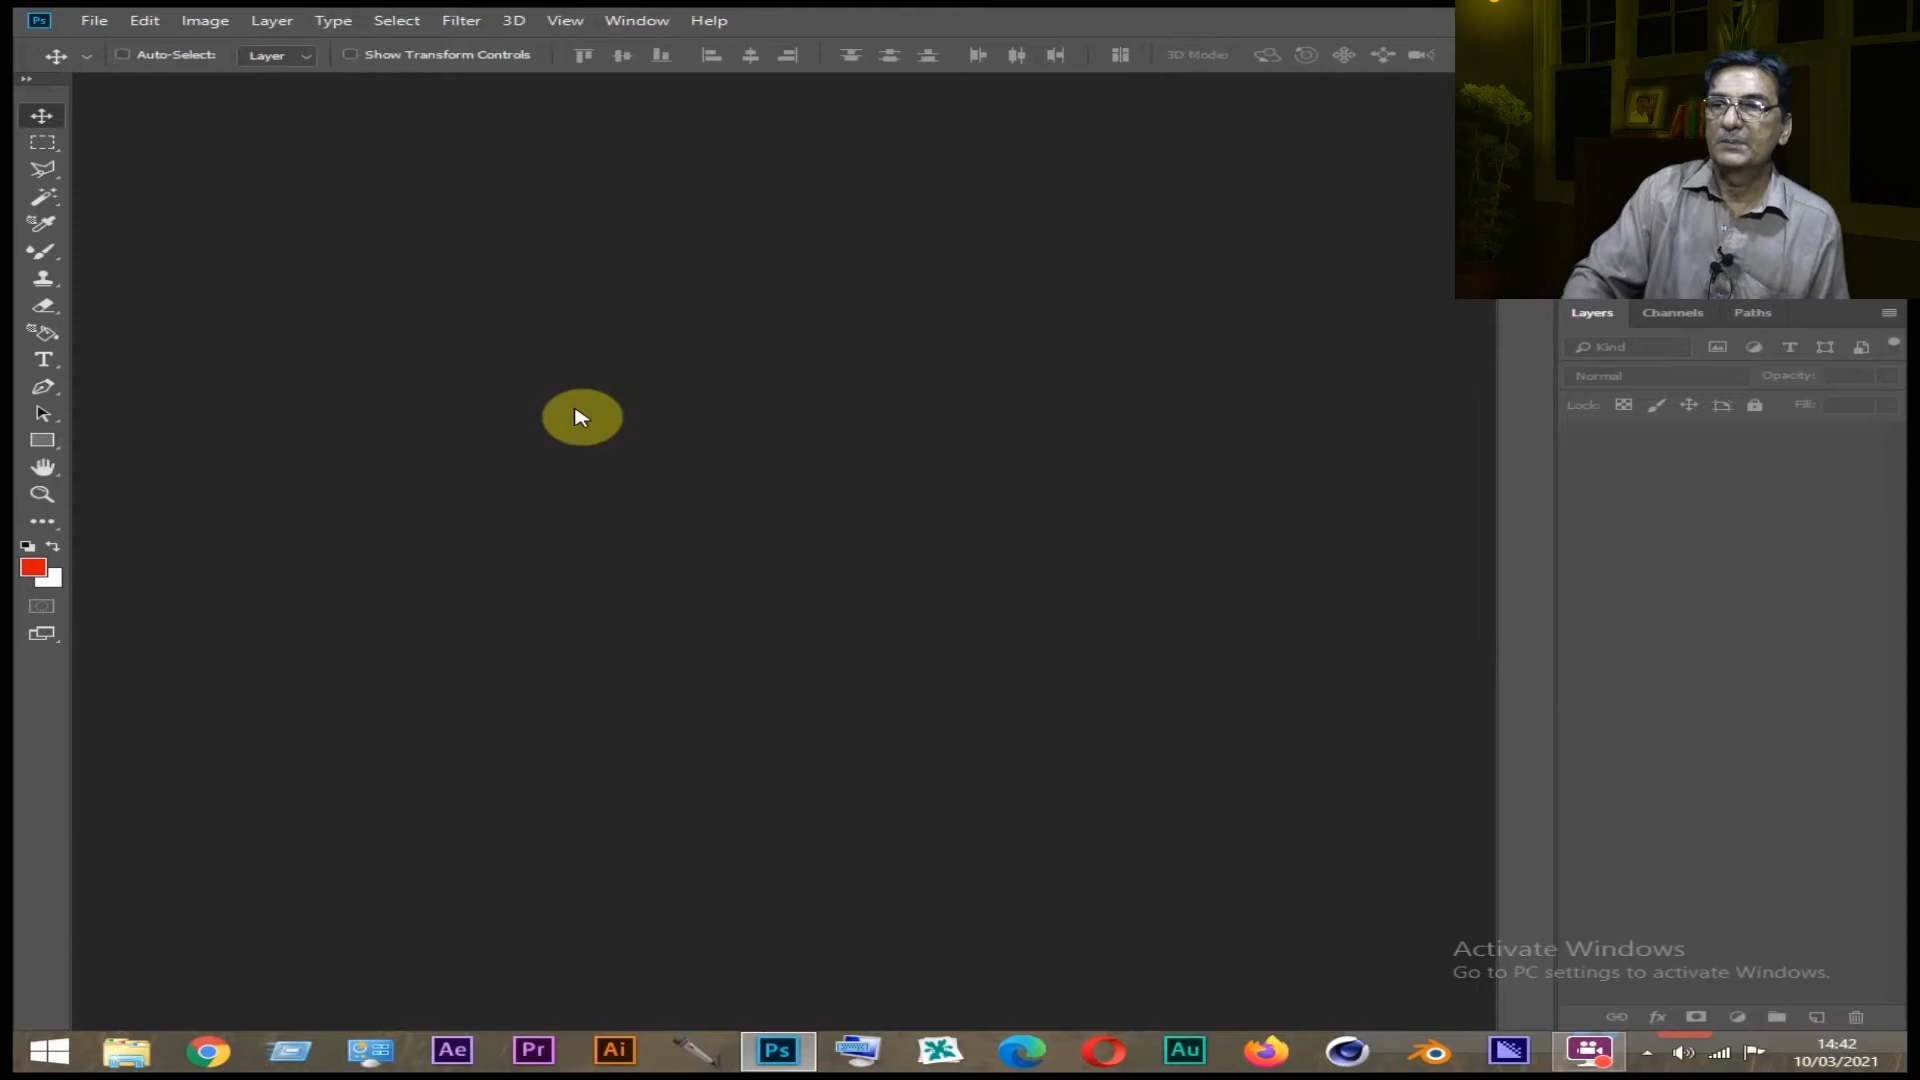 Ps File Edit Image Layer Type Select Filter 3D View Window Help
Auto-Select: Layer Show Transform Controls 3D Mode:
Layers Channels Paths
Kind
Normal Opacity:
Lock: Fill:
T
Activate Windows
Go to PC settings to activate Windows.
Ae Pr Ai Ps Au 14:42
10/03/2021